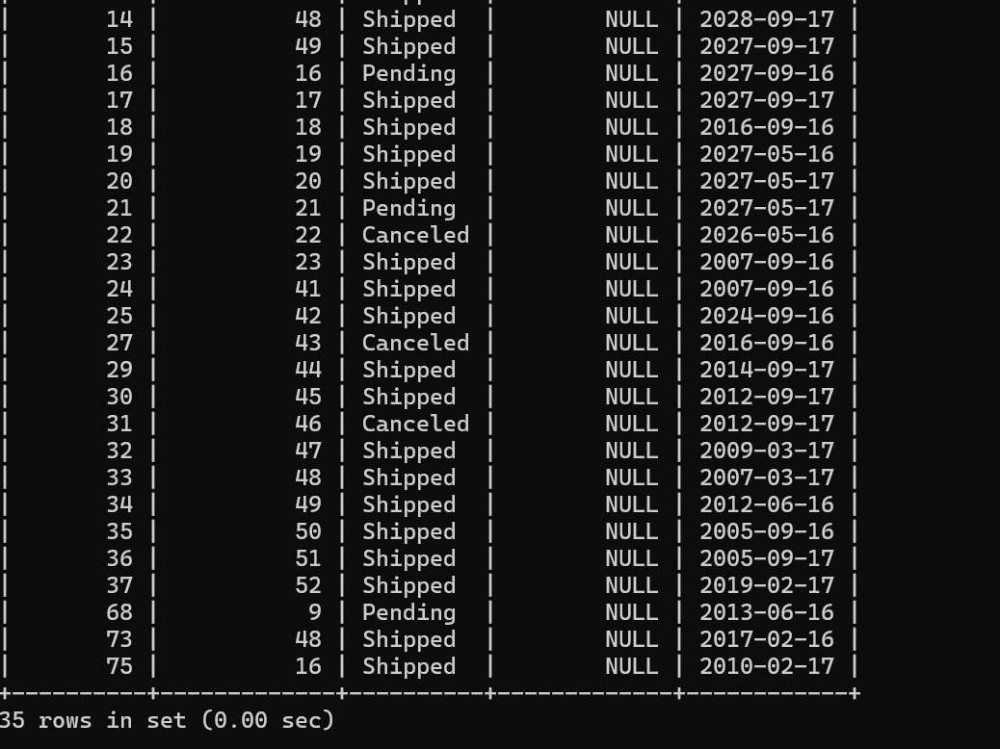 | 14 | 48 | Shipped | NULL | 2028-09-17 |
| 15 | 49 | Shipped | NULL | 2027-09-17 |
| 16 | 16 | Pending | NULL | 2027-09-16 |
| 17 | 17 | Shipped | NULL | 2027-09-17 |
| 18 | 18 | Shipped | NULL | 2016-09-16 |
| 19 | 19 | Shipped | NULL | 2027-05-16 |
| 20 | 20 | Shipped | NULL | 2027-05-17 |
| 21 | 21 | Pending | NULL | 2027-05-17 |
| 22 | 22 | Canceled | NULL | 2026-05-16 |
| 23 | 23 | Shipped | NULL | 2007-09-16 |
| 24 | 41 | Shipped | NULL | 2007-09-16 |
| 25 | 42 | Shipped | NULL | 2024-09-16 |
| 27 | 43 | Canceled | NULL | 2016-09-16 |
| 29 | 44 | Shipped | NULL | 2014-09-17 |
| 30 | 45 | Shipped | NULL | 2012-09-17 |
| 31 | 46 | Canceled | NULL | 2012-09-17 |
| 32 | 47 | Shipped | NULL | 2009-03-17 |
| 33 | 48 | Shipped | NULL | 2007-03-17 |
| 34 | 49 | Shipped | NULL | 2012-06-16 |
| 35 | 50 | Shipped | NULL | 2005-09-16 |
| 36 | 51 | Shipped | NULL | 2005-09-17 |
| 37 | 52 | Shipped | NULL | 2019-02-17 |
| 68 | 9 | Pending | NULL | 2013-06-16 |
| 73 | 48 | Shipped | NULL | 2017-02-16 |
| 75 | 16 | Shipped | NULL | 2010-02-17 |
+-----------+-------------+----------+-------------+------------+
35 rows in set (0.00 sec)